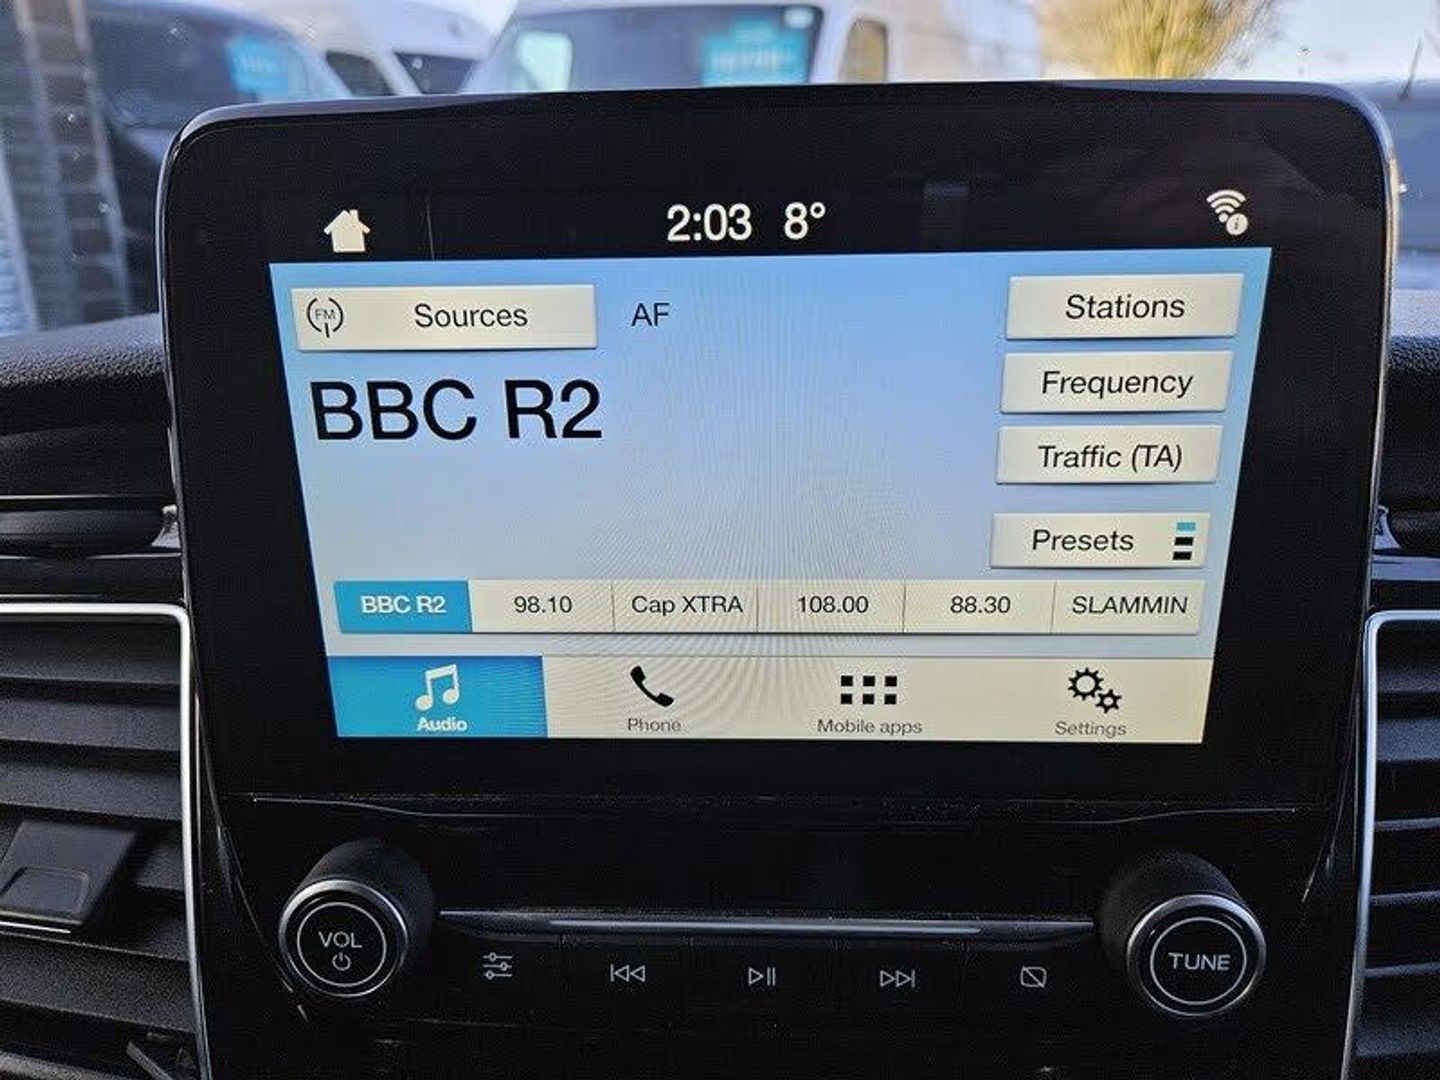 2:03 8°
FM Sources AF Stations
BBC R2
Frequency
Traffic (TA)
Presets
BBC R2 98.10 Cap XTRA 108.00 88.30 SLAMMIN
Audio Phone Mobile apps Settings
VOL
TUNE